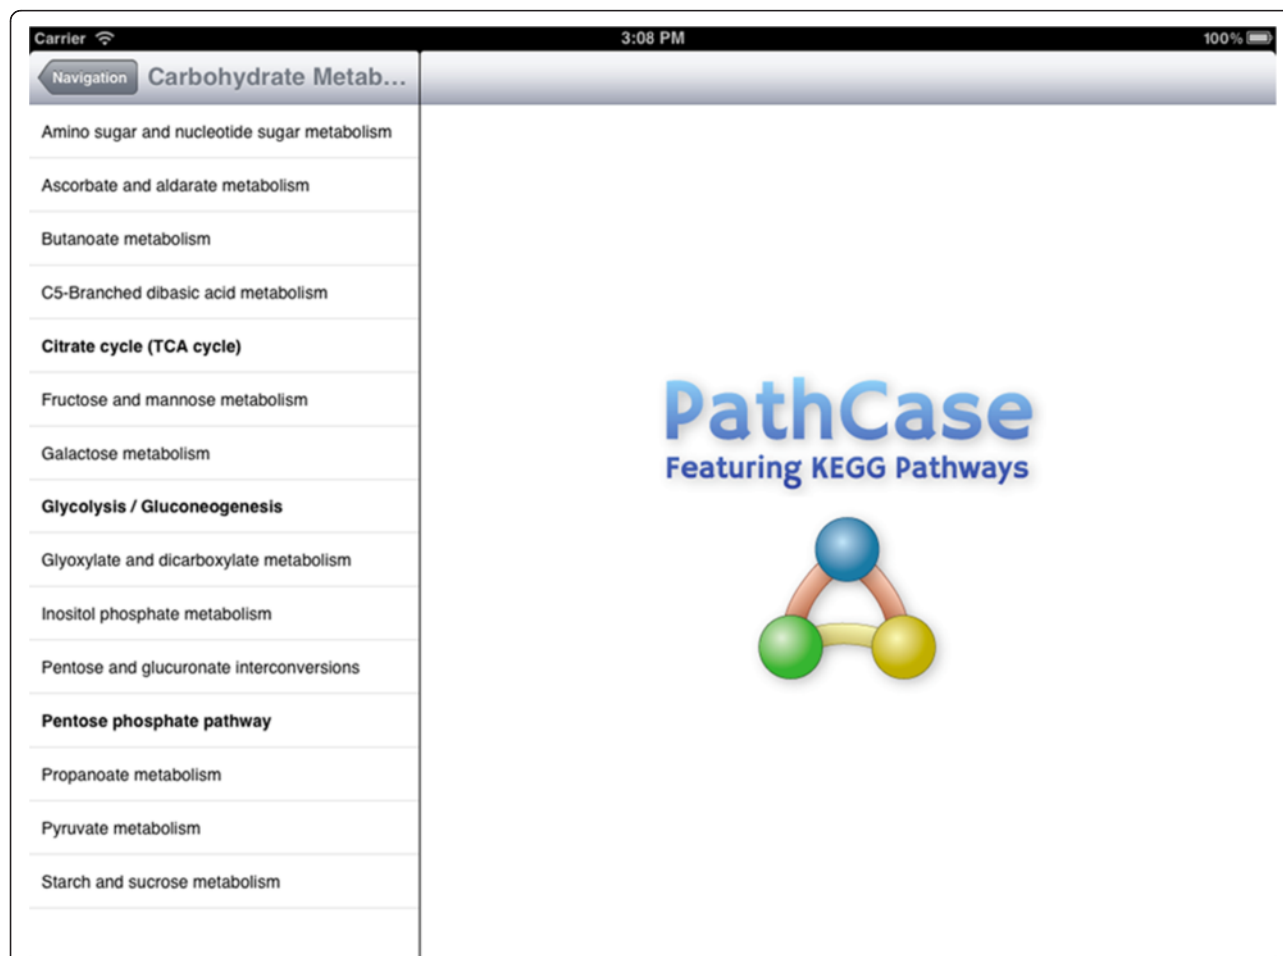 Carrier 3:08 PM 100%
Navigation Carbohydrate Metab...
Amino sugar and nucleotide sugar metabolism
Ascorbate and aldarate metabolism
Butanoate metabolism
C5-Branched dibasic acid metabolism
Citrate cycle (TCA cycle)
Fructose and mannose metabolism
Galactose metabolism
Glycolysis / Gluconeogenesis
Glyoxylate and dicarboxylate metabolism
Inositol phosphate metabolism
Pentose and glucuronate interconversions
Pentose phosphate pathway
Propanoate metabolism
Pyruvate metabolism
Starch and sucrose metabolism
PathCase
Featuring KEGG Pathways